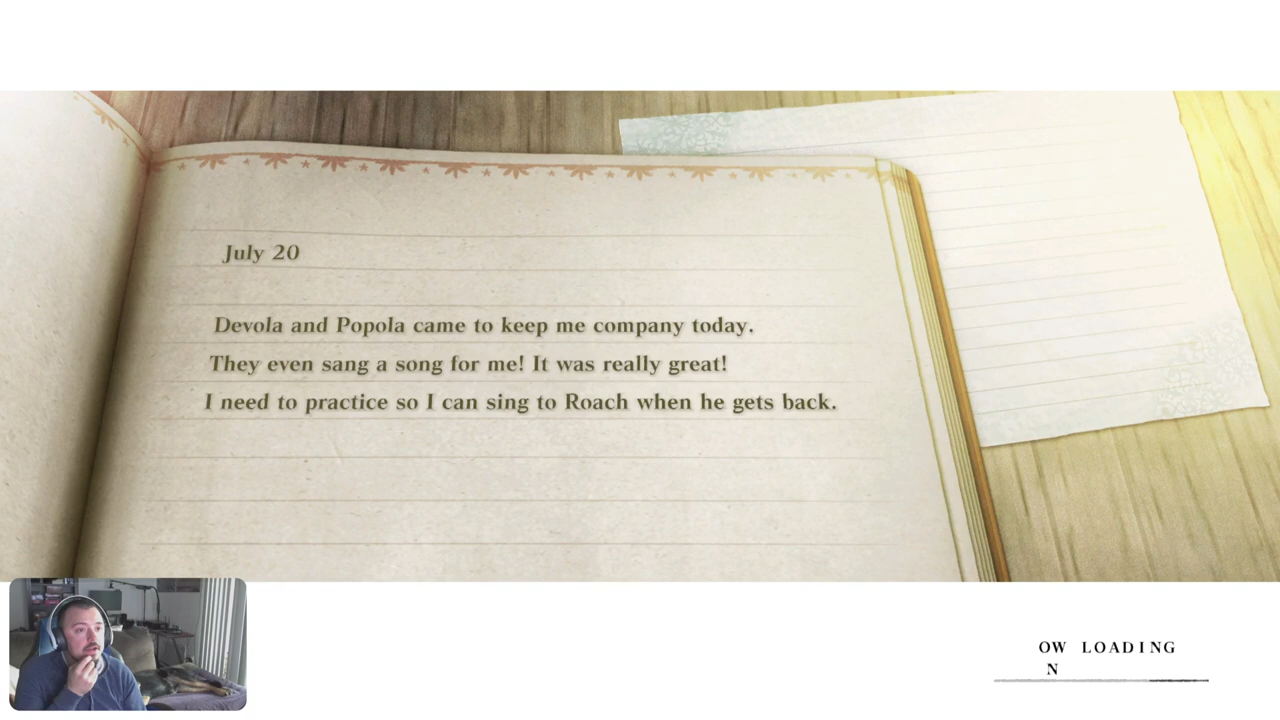 July 20
Devola and Popola came to keep me company today.
They even sang a song for me! It was really great!
I need to practice so I can sing to Roach when he gets back.
OW LOADING
N